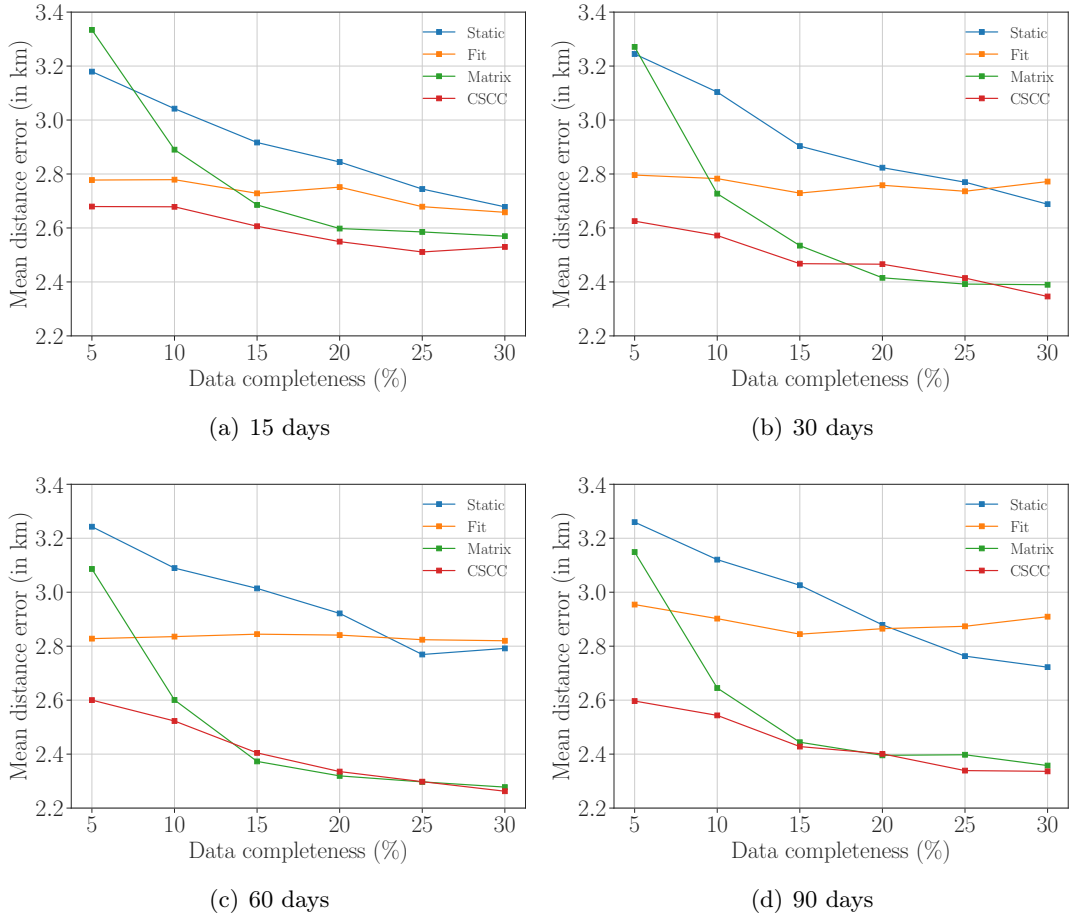 3.4
3.2
3.0
2.8
2.6
2.4
2.2
Mean distance error (in km)
Static
Fit
Matrix
CSCC
5 10 15 20 25 30
Data completeness (%)
(a) 15 days
3.4
3.2
3.0
2.8
2.6
2.4
2.2
Mean distance error (in km)
Static
Fit
Matrix
CSCC
5 10 15 20 25 30
Data completeness (%)
(b) 30 days
3.4
3.2
3.0
2.8
2.6
2.4
2.2
Mean distance error (in km)
Static
Fit
Matrix
CSCC
5 10 15 20 25 30
Data completeness (%)
(c) 60 days
3.4
3.2
3.0
2.8
2.6
2.4
2.2
Mean distance error (in km)
Static
Fit
Matrix
CSCC
5 10 15 20 25 30
Data completeness (%)
(d) 90 days